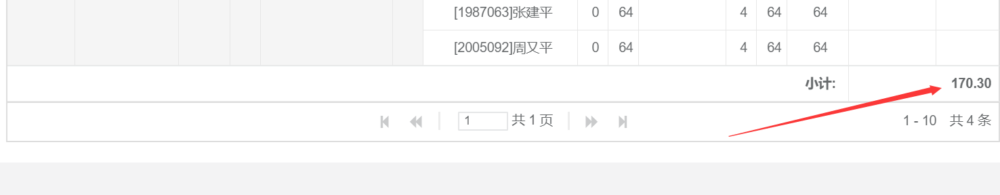 [1987063]张建平 0 64 4 64 64
[2005092]周又平 0 64 4 64 64
小计: 170.30
1 共 1 页 1 - 10 共 4 条